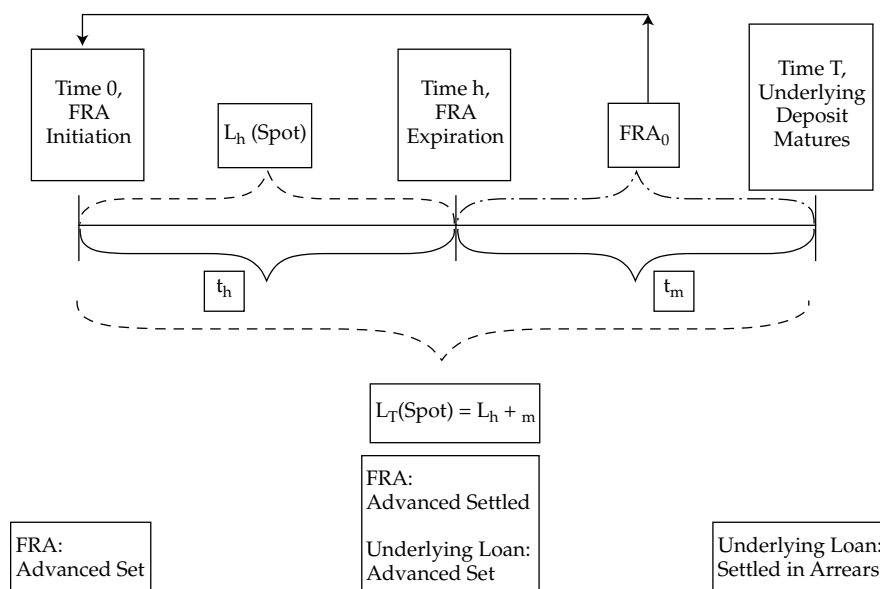 Time 0,
FRA
Initiation
L_h (Spot)
Time h,
FRA
Expiration
FRA_0
Time T,
Underlying
Deposit
Matures
t_h
t_m
L_T(Spot) = L_h + _m
FRA:
Advanced Set
FRA:
Advanced Settled
Underlying Loan:
Advanced Set
Underlying Loan:
Settled in Arrears